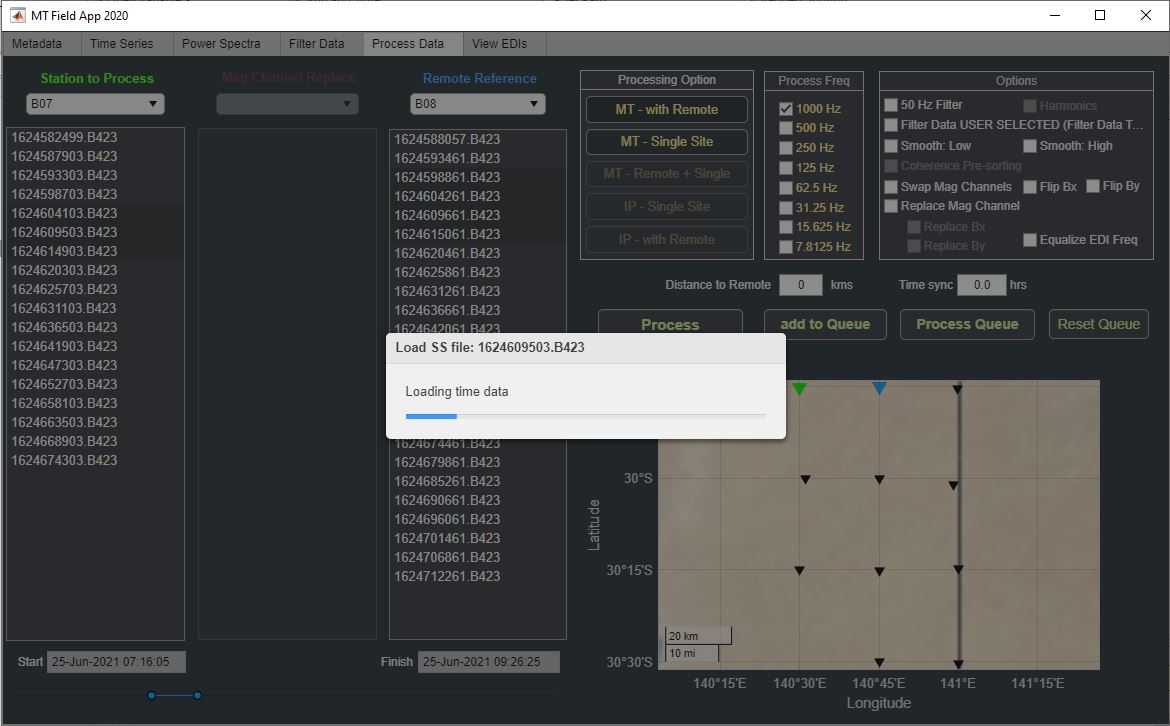 MT Field App 2020
Metadata Time Series Power Spectra Filter Data Process Data View EDIs
Station to Process
B07
1624582499.B423
1624587903.B423
1624593303.B423
1624598703.B423
1624604103.B423
1624609503.B423
1624614903.B423
1624620303.B423
1624625703.B423
1624631103.B423
1624636503.B423
1624641903.B423
1624647303.B423
1624652703.B423
1624658103.B423
1624663503.B423
1624668903.B423
1624674303.B423
Mag Channel Replace
Remote Reference
B08
1624588057.B423
1624593461.B423
1624598861.B423
1624604261.B423
1624609661.B423
1624615061.B423
1624620461.B423
1624625861.B423
1624631261.B423
1624636661.B423
1624642061.B423
1624674461.B423
1624679861.B423
1624685261.B423
1624690661.B423
1624696061.B423
1624701461.B423
1624706861.B423
1624712261.B423
Start 25-Jun-2021 07:16:05
Finish 25-Jun-2021 09:26:25
Processing Option
MT - with Remote
MT - Single Site
MT - Remote + Single
IP - Single Site
IP - with Remote
Process Freq
1000 Hz
500 Hz
250 Hz
125 Hz
62.5 Hz
31.25 Hz
15.625 Hz
7.8125 Hz
Options
50 Hz Filter Harmonics
Filter Data USER SELECTED (Filter Data T...
Smooth: Low Smooth: High
Coherence Pre-sorting
Swap Mag Channels Flip Bx Flip By
Replace Mag Channel
Replace Bx
Replace By
Equalize EDI Freq
Distance to Remote 0 kms
Time sync 0.0 hrs
Process add to Queue Process Queue Reset Queue
Load SS file: 1624609503.B423
Loading time data
Latitude
30°S
30°15'S
30°30'S
20 km
10 mi
140°15'E 140°30'E 140°45'E 141°E 141°15'E
Longitude